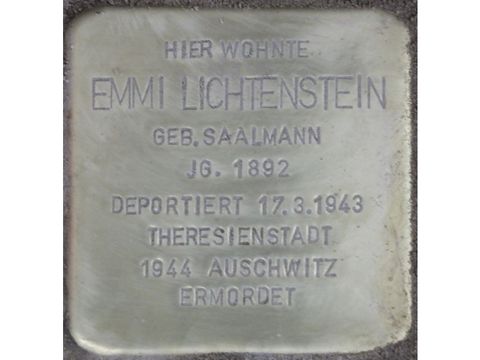 HIER WOHNTE
EMMI LICHTENSTEIN
GEB. SAALMANN
JG. 1892
DEPORTIERT 17.3.1943
THERESIENSTADT
1944 AUSCHWITZ
ERMORDET